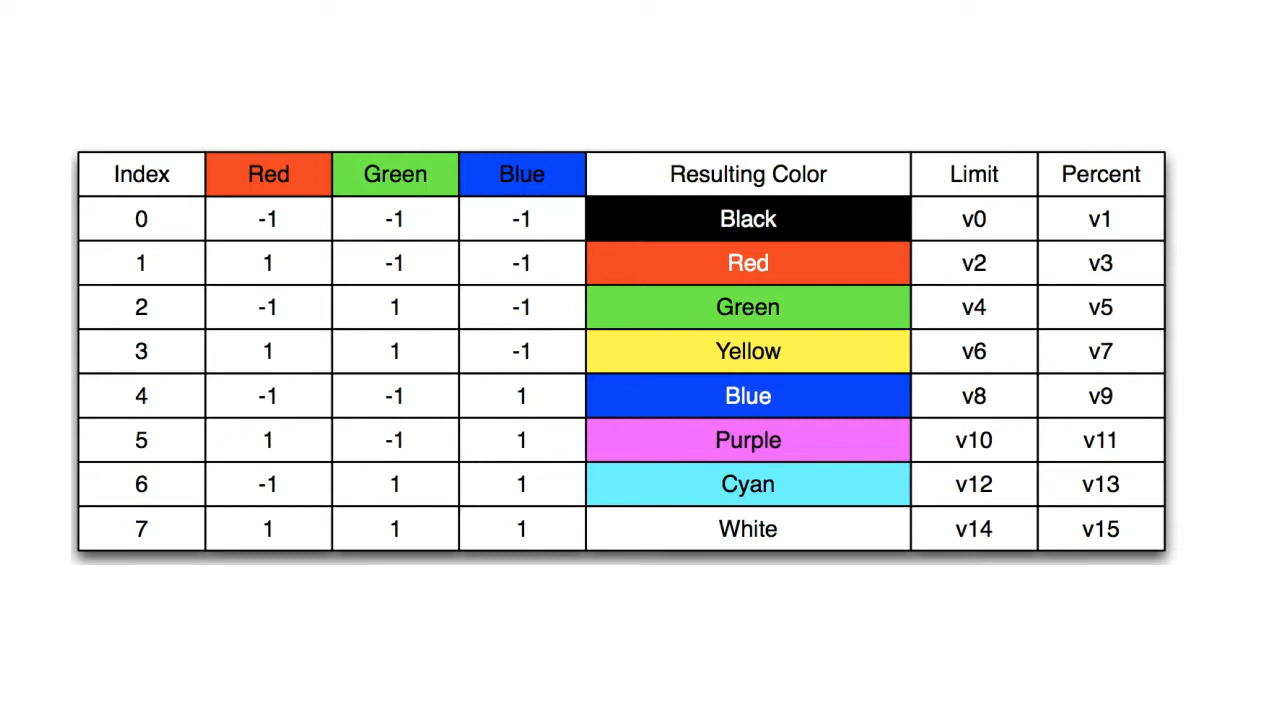 Index Red Green Blue Resulting Color Limit Percent
0 -1 -1 -1 Black v0 v1
1 1 -1 -1 Red v2 v3
2 -1 1 -1 Green v4 v5
3 1 1 -1 Yellow v6 v7
4 -1 -1 1 Blue v8 v9
5 1 -1 1 Purple v10 v11
6 -1 1 1 Cyan v12 v13
7 1 1 1 White v14 v15